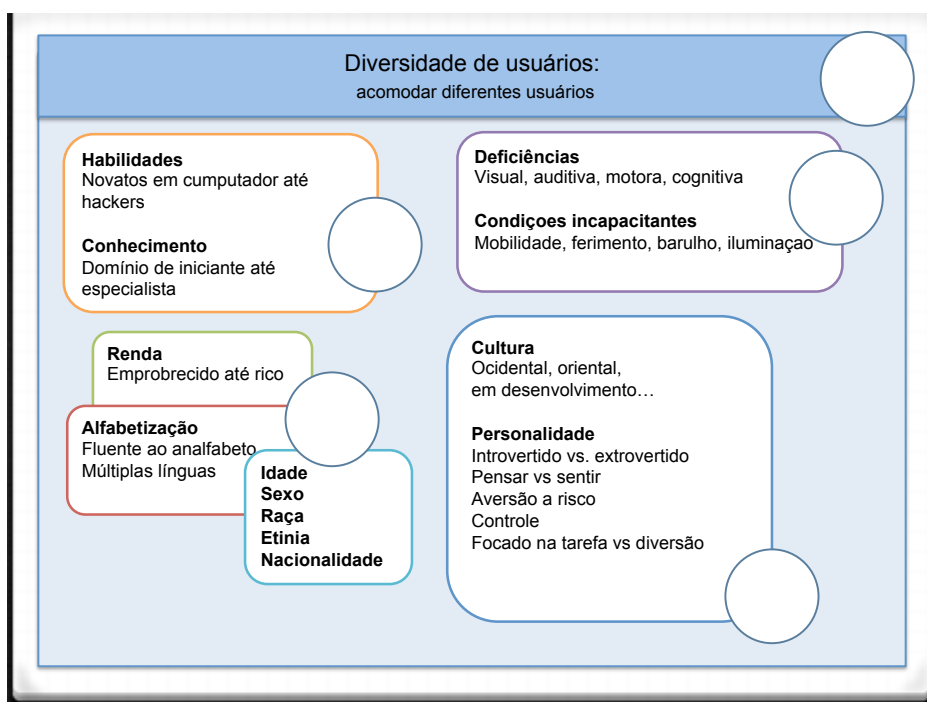 Diversidade de usuários:
acomodar diferentes usuários
Habilidades
Novatos em cumputador até
hackers
Conhecimento
Domínio de iniciante até
especialista
Deficiências
Visual, auditiva, motora, cognitiva
Condiçoes incapacitantes
Mobilidade, ferimento, barulho, iluminaçao
Renda
Emprobrecido até rico
Alfabetização
Fluente ao analfabeto
Múltiplas línguas
Idade
Sexo
Raça
Etinia
Nacionalidade
Cultura
Ocidental, oriental,
em desenvolvimento…
Personalidade
Introvertido vs. extrovertido
Pensar vs sentir
Aversão a risco
Controle
Focado na tarefa vs diversão